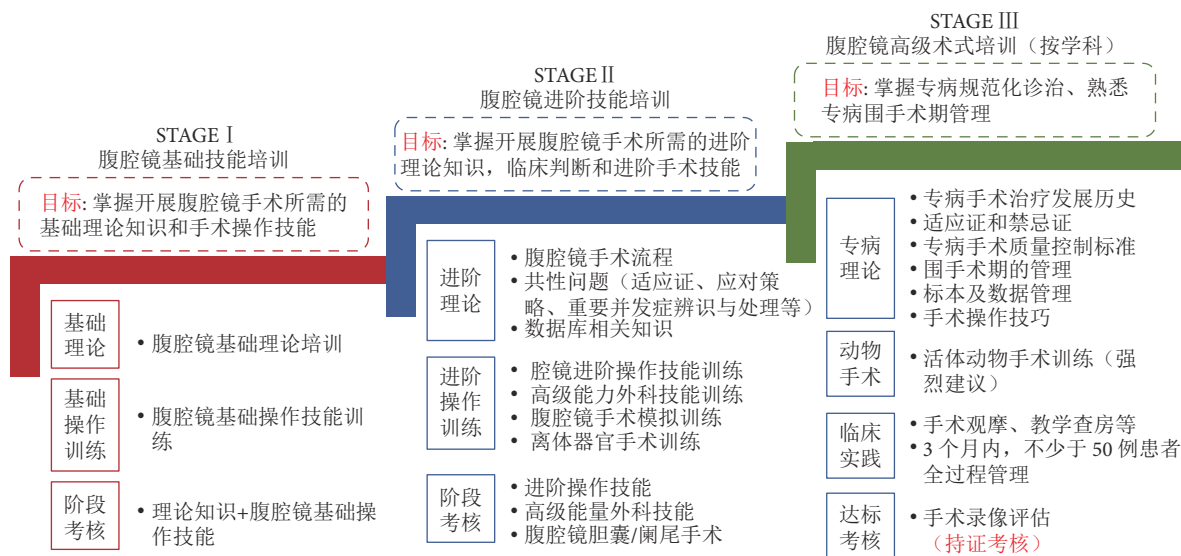 STAGE Ⅰ
腹腔镜基础技能培训
目标: 掌握开展腹腔镜手术所需的
基础理论知识和手术操作技能
基础
理论
• 腹腔镜基础理论培训
基础
操作
训练
• 腹腔镜基础操作技能训
练
阶段
考核
• 理论知识+腹腔镜基础操
作技能
STAGE Ⅱ
腹腔镜进阶技能培训
目标: 掌握开展腹腔镜手术所需的进阶
理论知识，临床判断和进阶手术技能
进阶
理论
• 腹腔镜手术流程
• 共性问题（适应证、应对策
略、重要并发症辨识与处理等）
• 数据库相关知识
进阶
操作
训练
• 腔镜进阶操作技能训练
• 高级能力外科技能训练
• 腹腔镜手术模拟训练
• 离体器官手术训练
阶段
考核
• 进阶操作技能
• 高级能量外科技能
• 腹腔镜胆囊/阑尾手术
STAGE Ⅲ
腹腔镜高级术式培训（按学科）
目标: 掌握专病规范化诊治、熟悉
专病围手术期管理
专病
理论
• 专病手术治疗发展历史
• 适应证和禁忌证
• 专病手术质量控制标准
• 围手术期的管理
• 标本及数据管理
• 手术操作技巧
动物
手术
• 活体动物手术训练（强
烈建议）
临床
实践
• 手术观摩、教学查房等
• 3 个月内，不少于 50 例患者
全过程管理
达标
考核
• 手术录像评估
（持证考核）